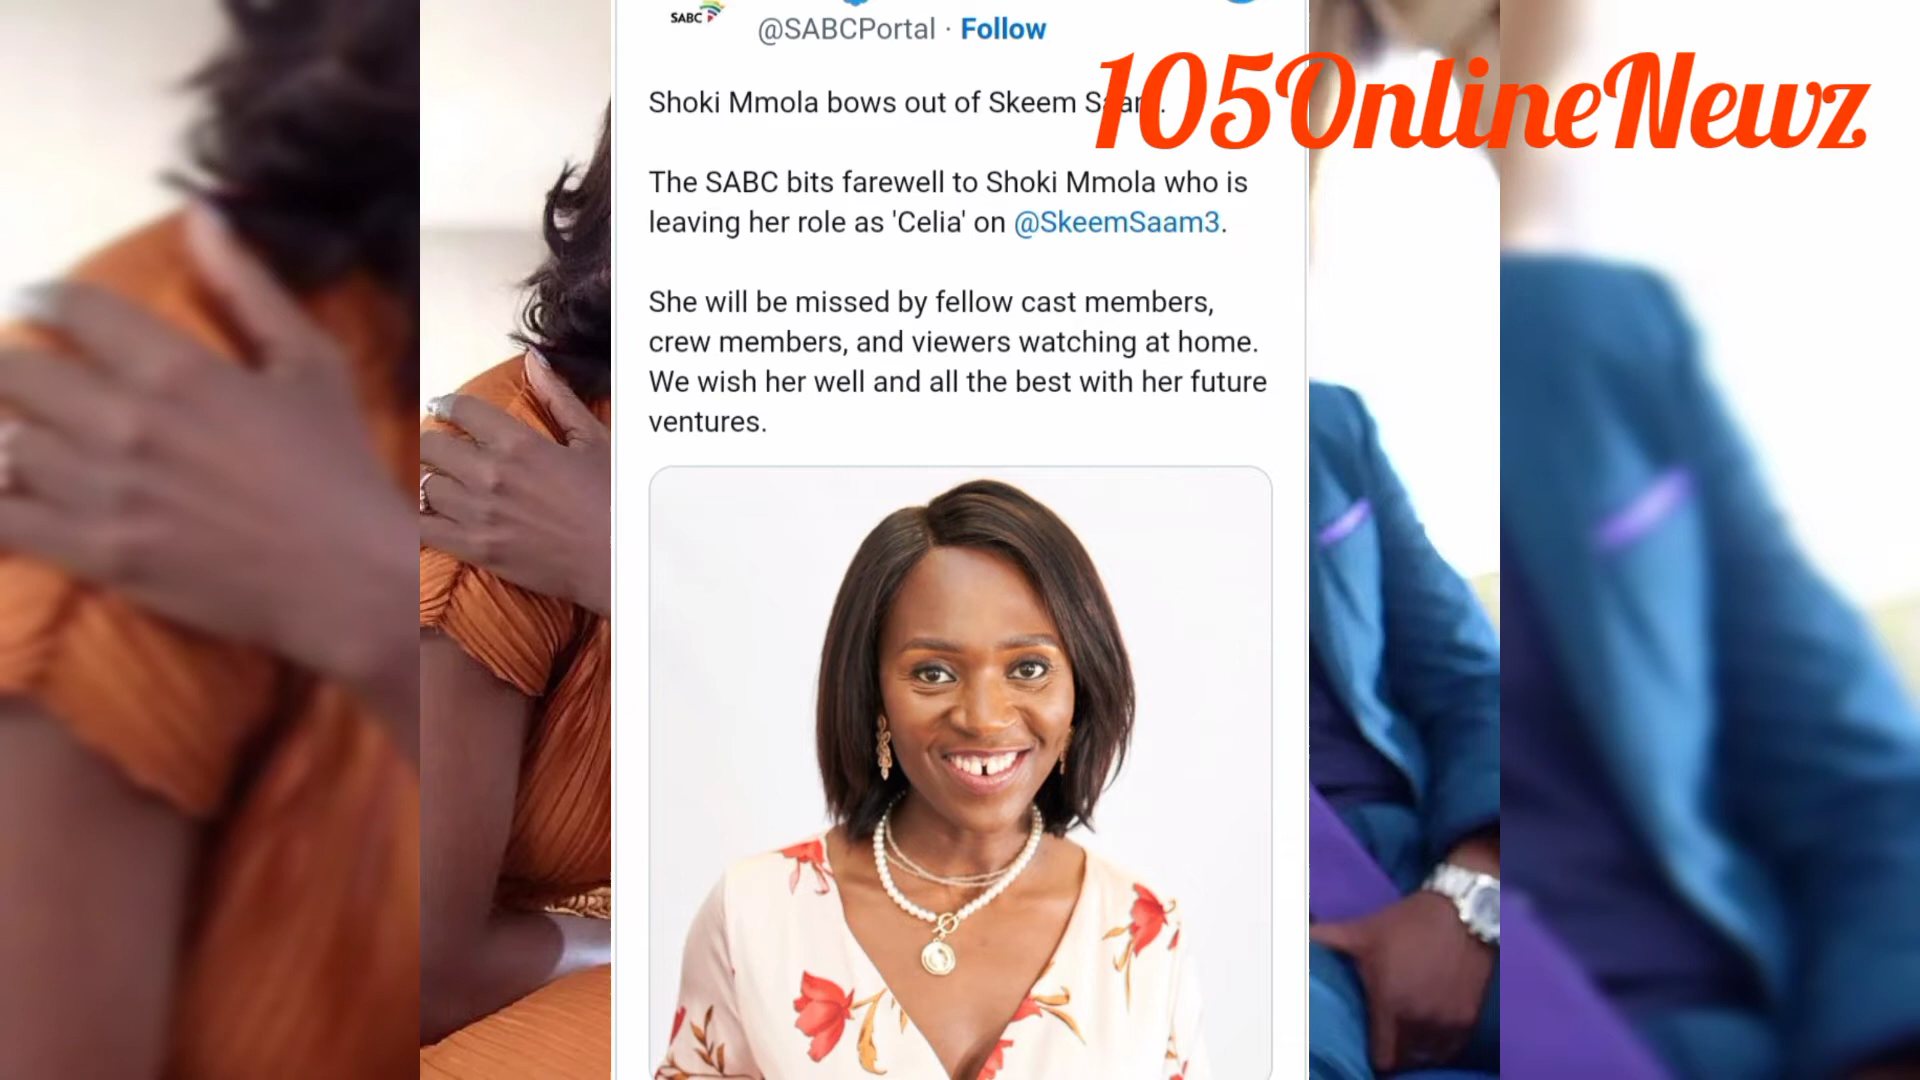 SABC
@SABCPortal · Follow
105OnlineNewz
Shoki Mmola bows out of Skeem Saam.
The SABC bits farewell to Shoki Mmola who is
leaving her role as 'Celia' on @SkeemSaam3.
She will be missed by fellow cast members,
crew members, and viewers watching at home.
We wish her well and all the best with her future
ventures.